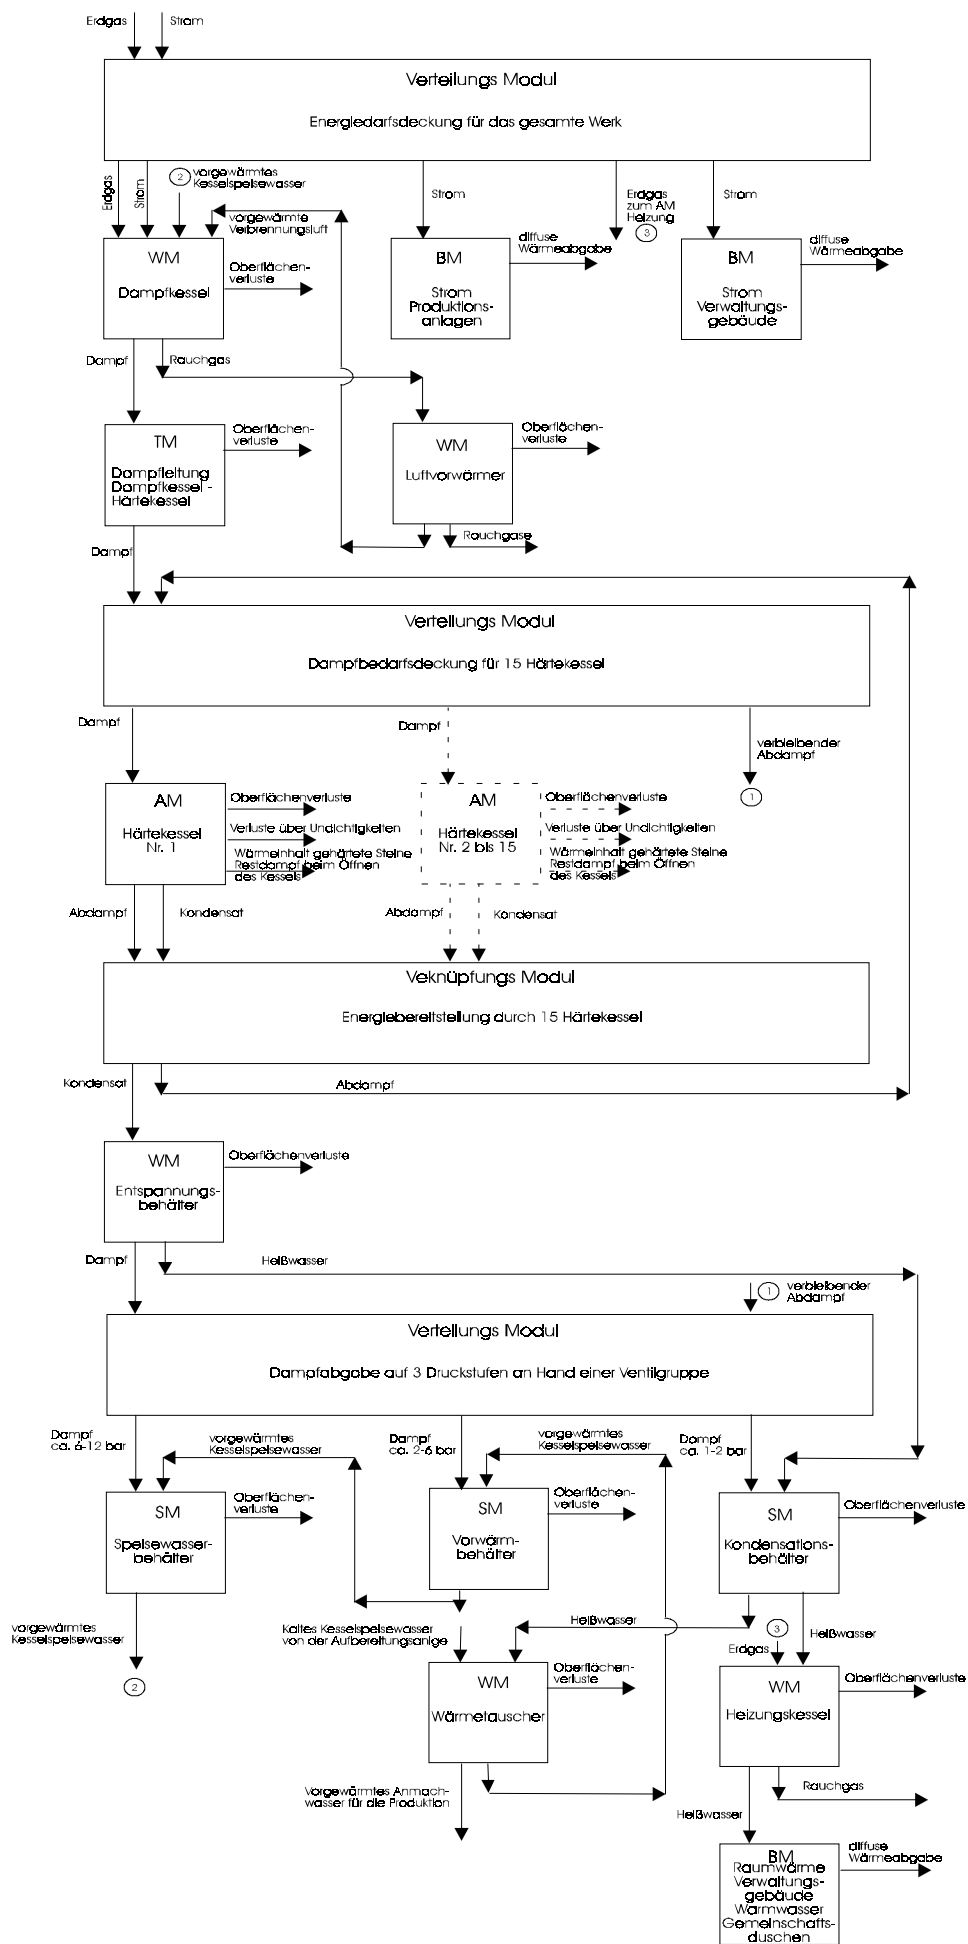 Erdgas
Strom
Verteilungs Modul
Energiedarfsdeckung für das gesamte Werk
Erdgas
Strom
2
vorgewärmtes
Kesselspeisewasser
vorgewärmte
Verbrennungsluft
Strom
Erdgas
zum AM
Heizung
3
Strom
WM
Dampfkessel
Oberflächen-
verluste
BM
Strom
Produktions-
anlagen
diffuse
Wärmeabgabe
BM
Strom
Verwaltungs-
gebäude
diffuse
Wärmeabgabe
Dampf
Rauchgas
TM
Dampfleitung
Dampfkessel -
Härtekessel
Oberflächen-
verluste
WM
Luftvorwärmer
Oberflächen-
verluste
Rauchgase
Dampf
Verteilungs Modul
Dampfbedarfsdeckung für 15 Härtekessel
Dampf
Dampf
verbleibender
Abdampf
1
AM
Härtekessel
Nr. 1
Oberflächenverluste
Verluste über Undichtigkeiten
Wärmeinhalt gehärtete Steine
Restdampf beim Öffnen
des Kessels
AM
Härtekessel
Nr. 2 bis 15
Oberflächenverluste
Verluste über Undichtigkeiten
Wärmeinhalt gehärtete Steine
Restdampf beim Öffnen
des Kessels
Abdampf
Kondensat
Abdampf
Kondensat
Veknüpfungs Modul
Energiebereitstellung durch 15 Härtekessel
Kondensat
Abdampf
WM
Entspannungs-
behälter
Oberflächenverluste
Dampf
Heißwasser
1
verbleibender
Abdampf
Verteilungs Modul
Dampfabgabe auf 3 Druckstufen an Hand einer Ventilgruppe
Dampf
ca. 6-12 bar
vorgewärmtes
Kesselspeisewasser
Dampf
ca. 2-6 bar
vorgewärmtes
Kesselspeisewasser
Dampf
ca. 1-2 bar
SM
Speisewasser-
behälter
Oberflächen-
verluste
SM
Vorwärm-
behälter
Oberflächen-
verluste
SM
Kondensations-
behälter
Oberflächenverluste
vorgewärmtes
Kesselspeisewasser
2
Kaltes Kesselspeisewasser
von der Aufbereitungsanlge
Heißwasser
3
Erdgas
Heißwasser
WM
Wärmetauscher
Oberflächen-
verluste
WM
Heizungskessel
Oberflächenverluste
Vorgewärmtes Anmach-
wasser für die Produktion
Rauchgas
Heißwasser
BM
Raumwärme
Verwaltungs-
gebäude
Warmwasser
Gemeinschafts-
duschen
diffuse
Wärmeabgabe